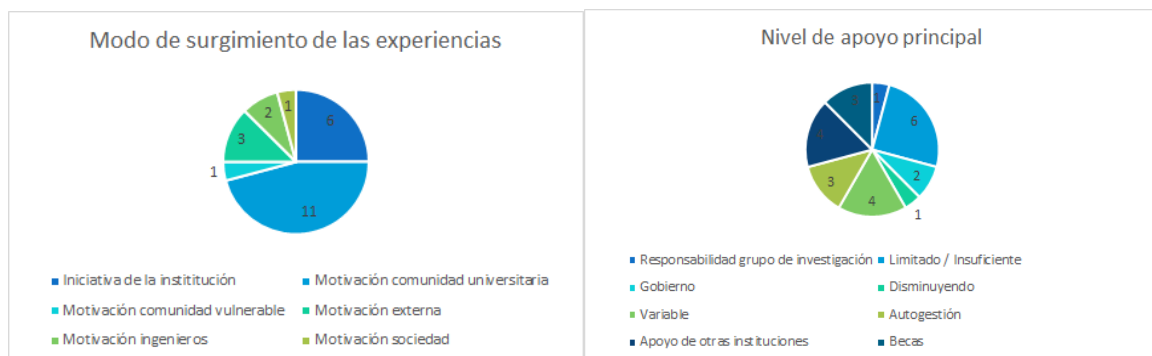 Modo de surgimiento de las experiencias
1
2
6
3
1
11
Iniciativa de la instititución
Motivación comunidad universitaria
Motivación comunidad vulnerable
Motivación externa
Motivación ingenieros
Motivación sociedad
Nivel de apoyo principal
3
1
4
6
3
2
4
1
Responsabilidad grupo de investigación
Limitado / Insuficiente
Gobierno
Disminuyendo
Variable
Autogestión
Apoyo de otras instituciones
Becas